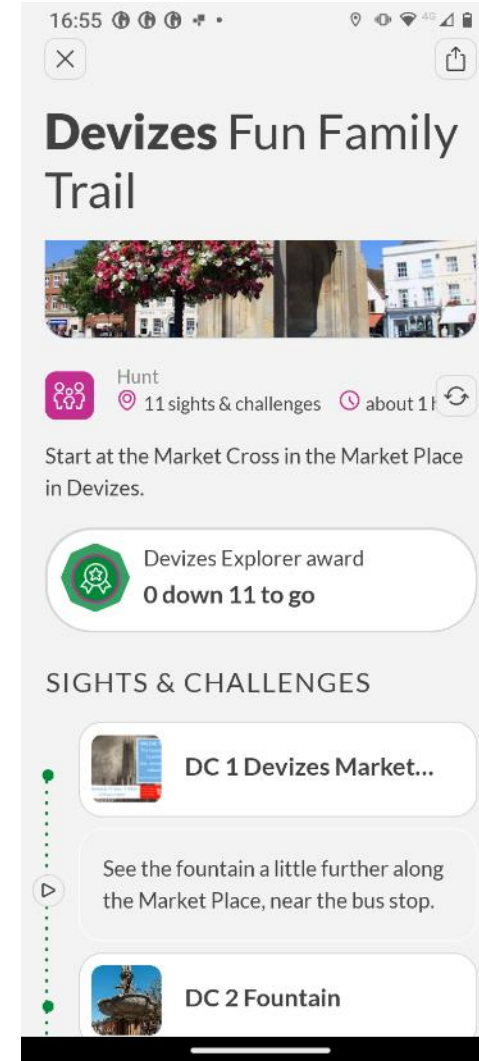 16:55
4G
Devizes Fun Family
Trail
Hunt
11 sights & challenges about 1 h
Start at the Market Cross in the Market Place
in Devizes.
Devizes Explorer award
0 down 11 to go
SIGHTS & CHALLENGES
DC 1 Devizes Market...
See the fountain a little further along
the Market Place, near the bus stop.
DC 2 Fountain